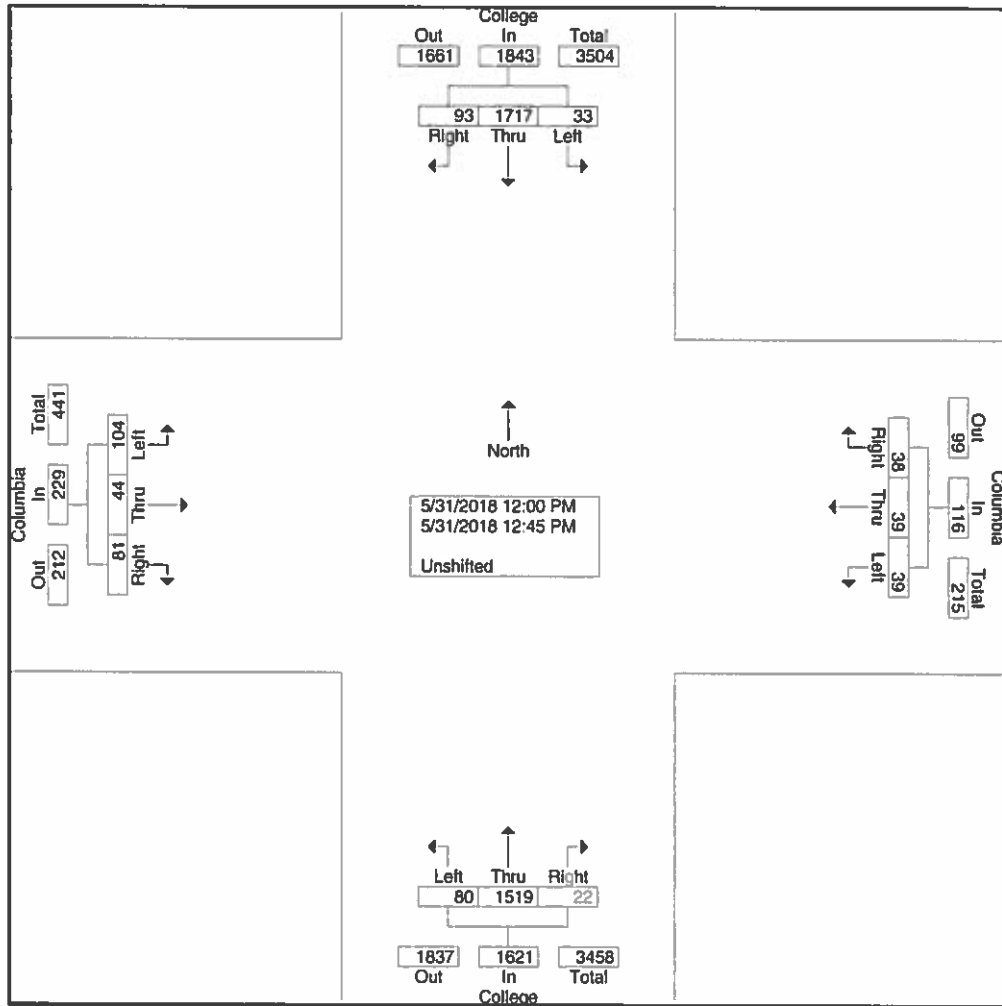 College
Out In Total
1661 1843 3504
93 1717 33
Right Thru Left
Columbia
Total In Out
441 229 212
104 44 81
Left Thru Right
North
5/31/2018 12:00 PM
5/31/2018 12:45 PM
Unshifted
Right Thru Left
38 39 39
Out In Total
99 116 215
Columbia
Left Thru Right
80 1519 22
1837 1621 3458
Out In Total
College